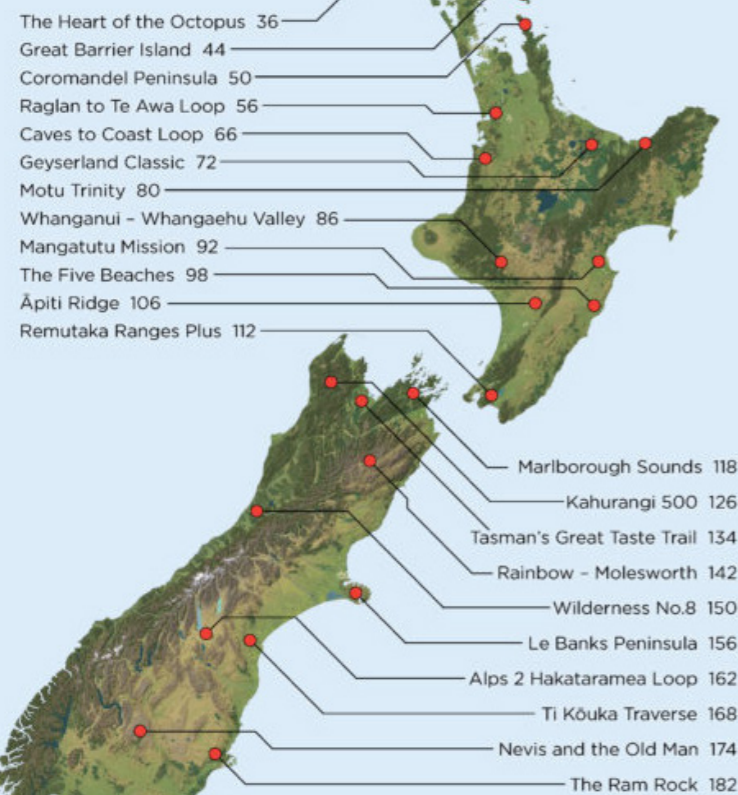 The Heart of the Octopus 36
Great Barrier Island 44
Coromandel Peninsula 50
Raglan to Te Awa Loop 56
Caves to Coast Loop 66
Geyserland Classic 72
Motu Trinity 80
Whanganui – Whangaehu Valley 86
Mangatutu Mission 92
The Five Beaches 98
Āpiti Ridge 106
Remutaka Ranges Plus 112
Marlborough Sounds 118
Kahurangi 500 126
Tasman's Great Taste Trail 134
Rainbow – Molesworth 142
Wilderness No.8 150
Le Banks Peninsula 156
Alps 2 Hakataramea Loop 162
Ti Kōuka Traverse 168
Nevis and the Old Man 174
The Ram Rock 182